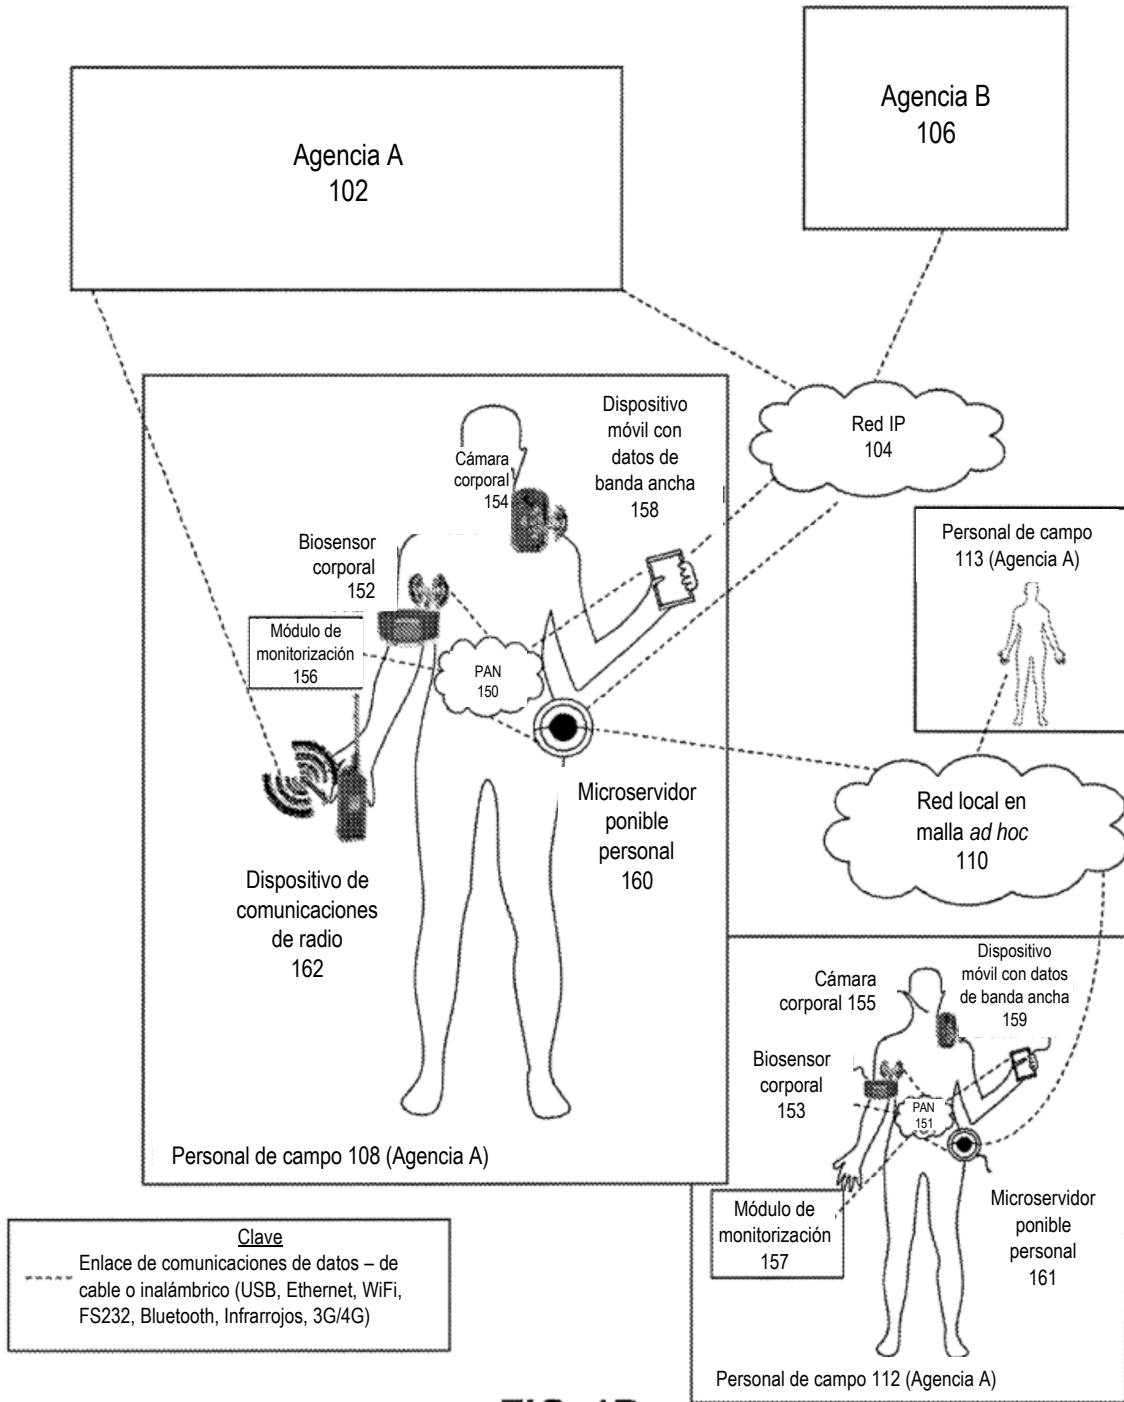 Agencia A
102
Agencia B
106
Red IP
104
Dispositivo
móvil con
datos de
banda ancha
158
Cámara
corporal
154
Biosensor
corporal
152
Módulo de
monitorización
156
PAN
150
Personal de campo
113 (Agencia A)
Microservidor
ponible
personal
160
Red local en
malla ad hoc
110
Dispositivo de
comunicaciones
de radio
162
Personal de campo 108 (Agencia A)
Dispositivo
móvil con datos
de banda ancha
159
Cámara
corporal 155
Biosensor
corporal
153
PAN
151
Módulo de
monitorización
157
Microservidor
ponible
personal
161
Personal de campo 112 (Agencia A)
Clave
Enlace de comunicaciones de datos – de
cable o inalámbrico (USB, Ethernet, WiFi,
FS232, Bluetooth, Infrarrojos, 3G/4G)